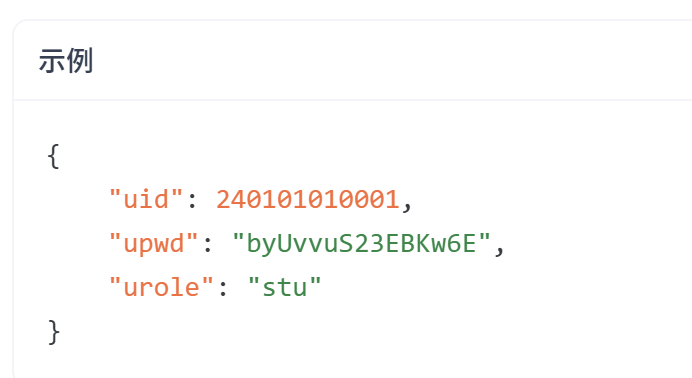 示例
{
    "uid": 240101010001,
    "upwd": "byUvvuS23EBKw6E",
    "urole": "stu"
}